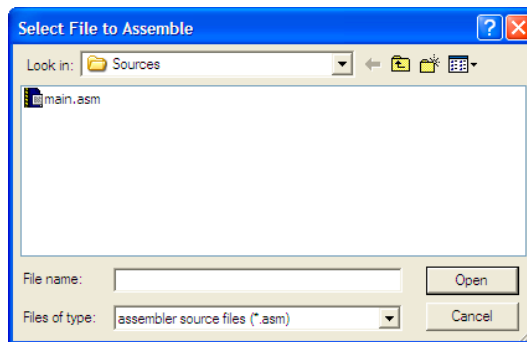 Select File to Assemble
Look in: Sources
main.asm
File name: Open
Files of type: assembler source files (*.asm) Cancel